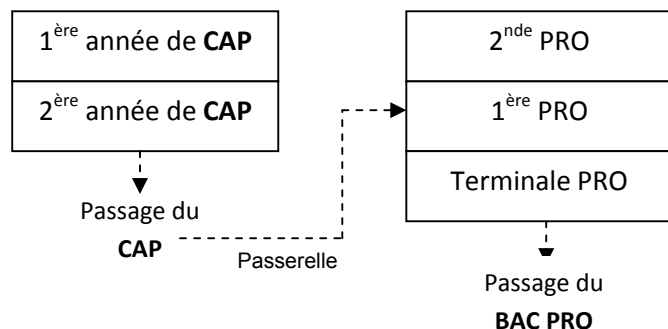 1ère année de CAP
2ère année de CAP
Passage du
CAP
Passerelle
2nde PRO
1ère PRO
Terminale PRO
Passage du
BAC PRO